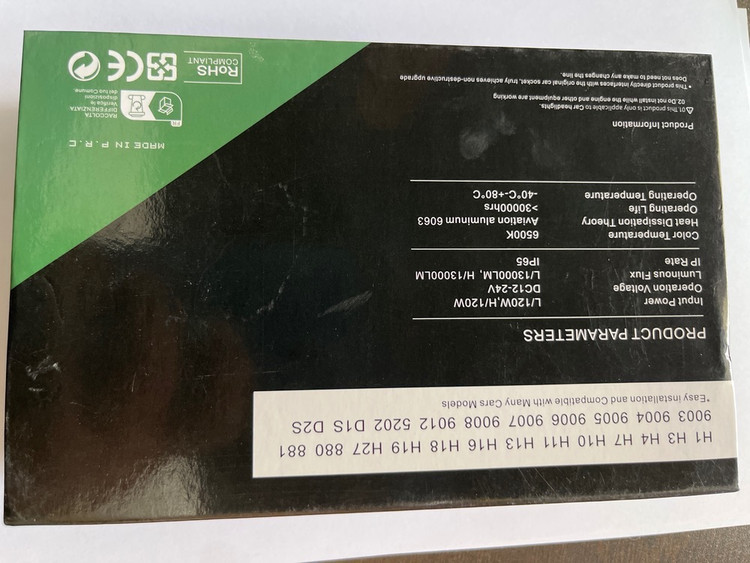 H1 H3 H4 H7 H10 H11 H13 H16 H18 H19 H27 880 881
9003 9004 9005 9006 9007 9008 9012 5202 D1S D2S
*Easy installation and Compatible with Many Cars Models
PRODUCT PARAMETERS
Input Power L/120W,H/120W
Operation Voltage DC12-24V
Luminous Flux L/13000LM, H/13000LM
IP Rate IP65
Color Temperature 6500K
Heat Dissipation Theory Aviation aluminum 6063
Operating Life >30000hrs
Operating Temperature -40°C-+80°C
Product Information
⚠01 This product is only applicable to Car headlights.
02.Do not install while the engine and other equipment are working
• This product directly interfaces with the original car socket, truly achieves non-destructive upgrade
Does not need to make any changes to the line.
MADE IN P.R.C
RACCOLTA
DIFFERENZIATA
Verifica le
disposizioni
del tuo Comune.
CE
RoHS
COMPLIANT